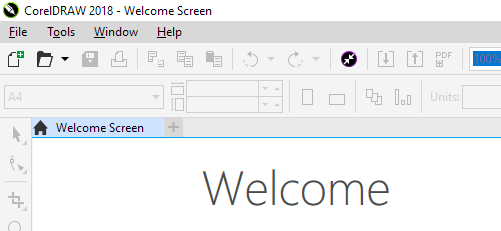 CorelDRAW 2018 - Welcome Screen
File Tools Window Help
PDF 100%
A4 Units:
Welcome Screen
Welcome